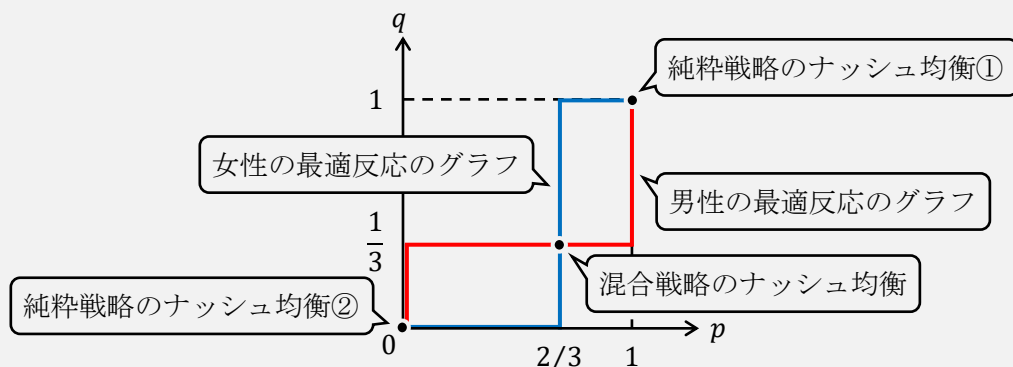 q
純粋戦略のナッシュ均衡①
1
女性の最適反応のグラフ
男性の最適反応のグラフ
1
3
混合戦略のナッシュ均衡
純粋戦略のナッシュ均衡②
0
p
2/3
1